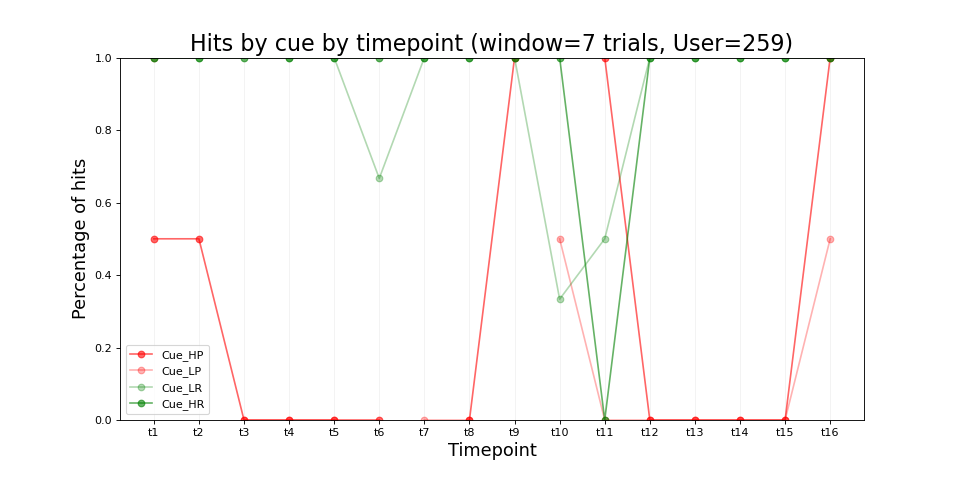 Hits by cue by timepoint (window=7 trials, User=259)
Percentage of hits
1.0
0.8
0.6
0.4
0.2
0.0
Cue_HP
Cue_LP
Cue_LR
Cue_HR
t1 t2 t3 t4 t5 t6 t7 t8 t9 t10 t11 t12 t13 t14 t15 t16
Timepoint